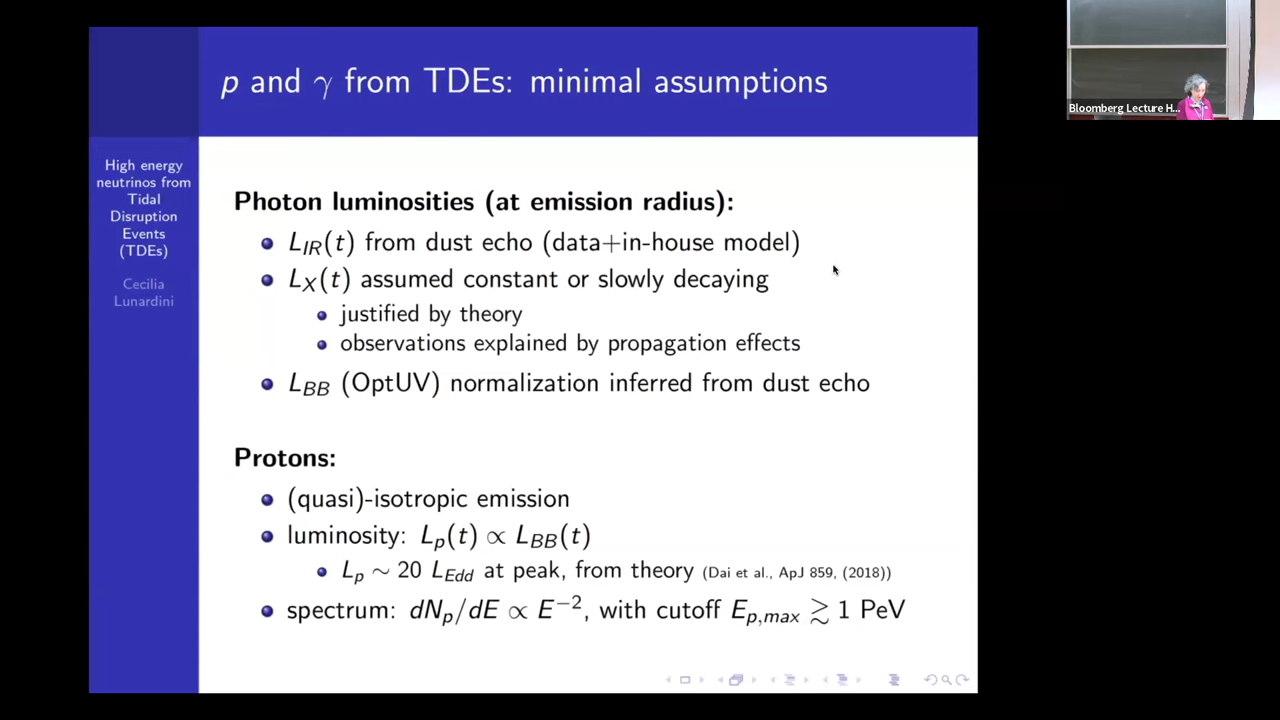 p and γ from TDEs: minimal assumptions
High energy
neutrinos from
Tidal
Disruption
Events
(TDEs)
Cecilia
Lunardini
Photon luminosities (at emission radius):
L_IR(t) from dust echo (data+in-house model)
L_X(t) assumed constant or slowly decaying
justified by theory
observations explained by propagation effects
L_BB (OptUV) normalization inferred from dust echo
Protons:
(quasi)-isotropic emission
luminosity: L_p(t) ∝ L_BB(t)
L_p ∼ 20 L_Edd at peak, from theory (Dai et al., ApJ 859, (2018))
spectrum: dN_p/dE ∝ E^−2, with cutoff E_p,max ≳ 1 PeV
Bloomberg Lecture H...